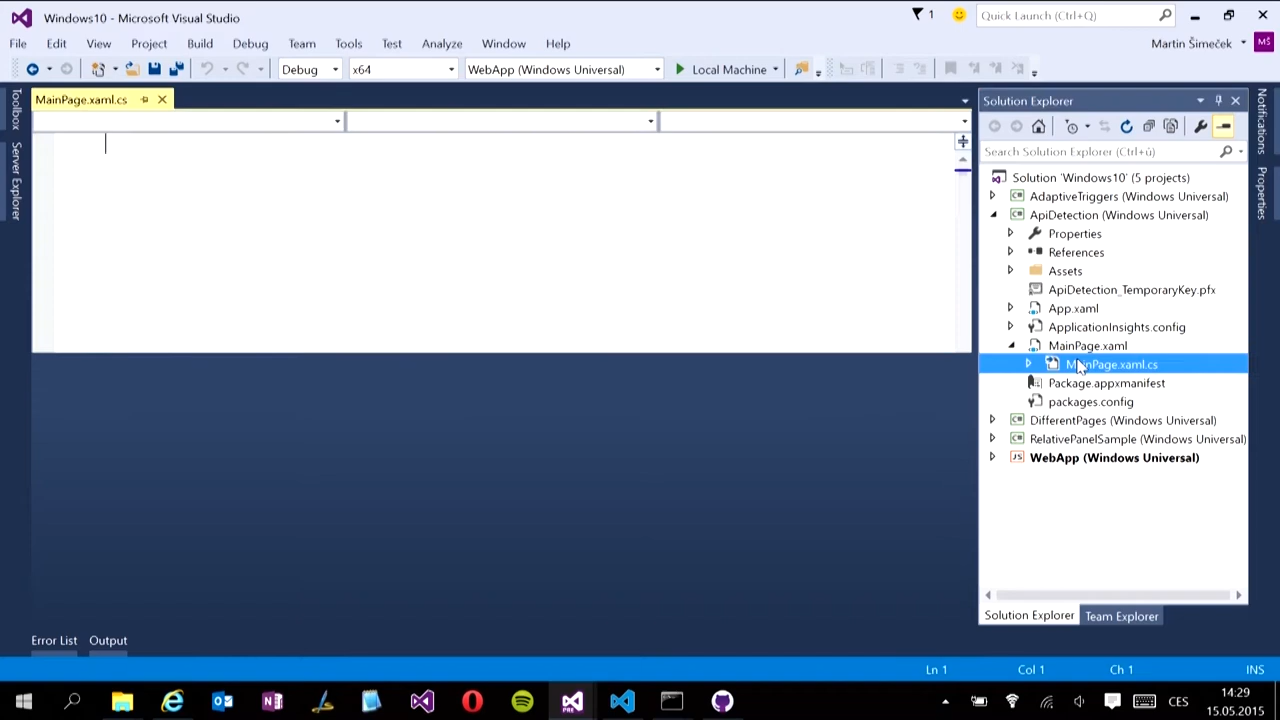 Windows10 - Microsoft Visual Studio
1
Quick Launch (Ctrl+Q)
File Edit View Project Build Debug Team Tools Test Analyze Window Help
Martin Šimeček
MŠ
Debug x64 WebApp (Windows Universal) Local Machine
Toolbox
Server Explorer
MainPage.xaml.cs
Solution Explorer
Search Solution Explorer (Ctrl+ů)
Solution 'Windows10' (5 projects)
C# AdaptiveTriggers (Windows Universal)
C# ApiDetection (Windows Universal)
Properties
References
Assets
ApiDetection_TemporaryKey.pfx
App.xaml
ApplicationInsights.config
MainPage.xaml
MainPage.xaml.cs
Package.appxmanifest
packages.config
C# DifferentPages (Windows Universal)
C# RelativePanelSample (Windows Universal)
JS WebApp (Windows Universal)
Solution Explorer Team Explorer
Notifications
Properties
Error List Output
Ln 1 Col 1 Ch 1 INS
CES
14:29
15.05.2015